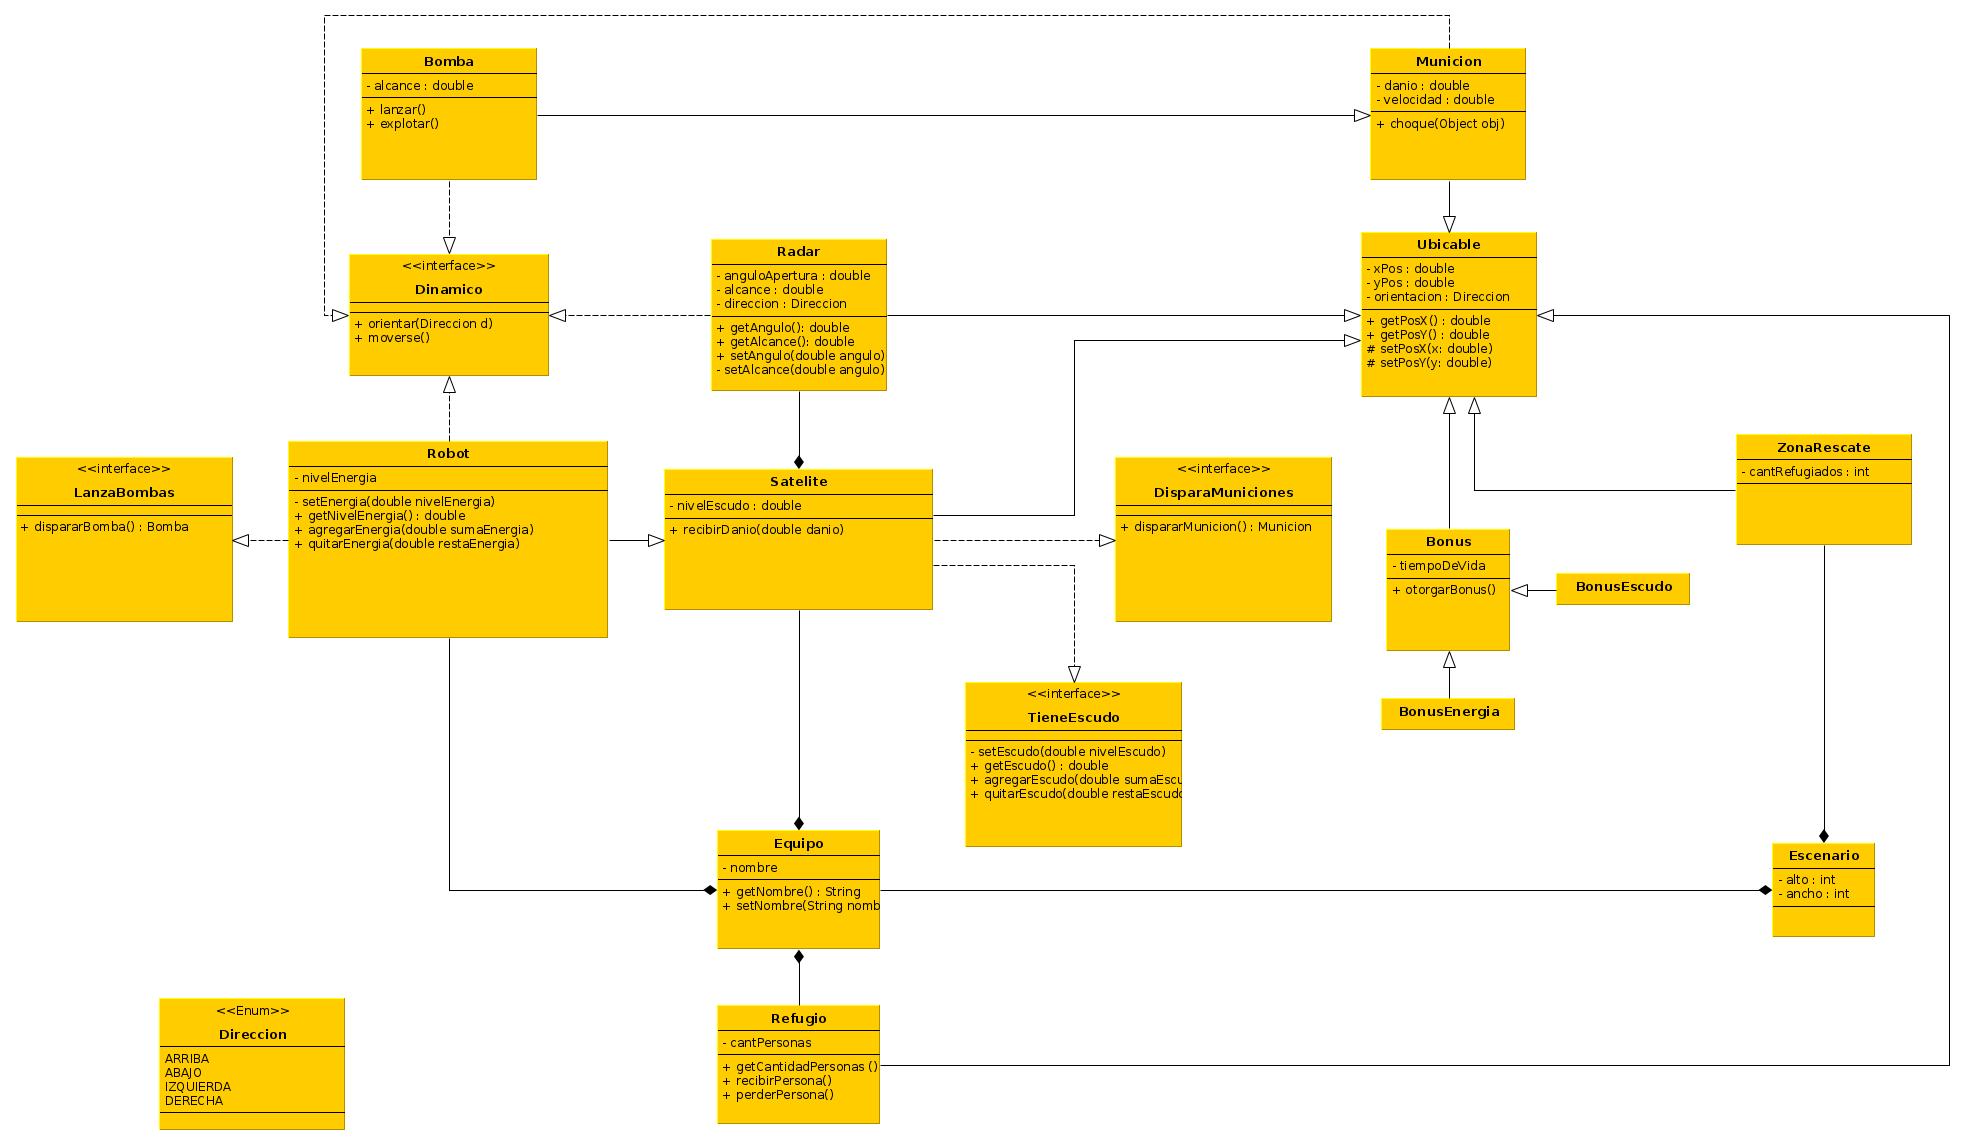 Bomba
- alcance : double
+ lanzar()
+ explotar()
Municion
- danio : double
- velocidad : double
+ choque(Object obj)
<<interface>>
Dinamico
+ orientar(Direccion d)
+ moverse()
Radar
- anguloApertura : double
- alcance : double
- direccion : Direccion
+ getAngulo(): double
+ getAlcance(): double
+ setAngulo(double angulo)
- setAlcance(double angulo)
Ubicable
- xPos : double
- yPos : double
- orientacion : Direccion
+ getPosX() : double
+ getPosY() : double
# setPosX(x: double)
# setPosY(y: double)
<<interface>>
LanzaBombas
+ dispararBomba() : Bomba
Robot
- nivelEnergia
- setEnergia(double nivelEnergia)
+ getNivelEnergia() : double
+ agregarEnergia(double sumaEnergia)
+ quitarEnergia(double restaEnergia)
Satelite
- nivelEscudo : double
+ recibirDanio(double danio)
<<interface>>
DisparaMuniciones
+ dispararMunicion() : Municion
ZonaRescate
- cantRefugiados : int
Bonus
- tiempoDeVida
+ otorgarBonus()
BonusEscudo
BonusEnergia
<<interface>>
TieneEscudo
- setEscudo(double nivelEscudo)
+ getEscudo() : double
+ agregarEscudo(double sumaEscu
+ quitarEscudo(double restaEscudo
Equipo
- nombre
+ getNombre() : String
+ setNombre(String nomb
Escenario
- alto : int
- ancho : int
<<Enum>>
Direccion
ARRIBA
ABAJO
IZQUIERDA
DERECHA
Refugio
- cantPersonas
+ getCantidadPersonas ()
+ recibirPersona()
+ perderPersona()